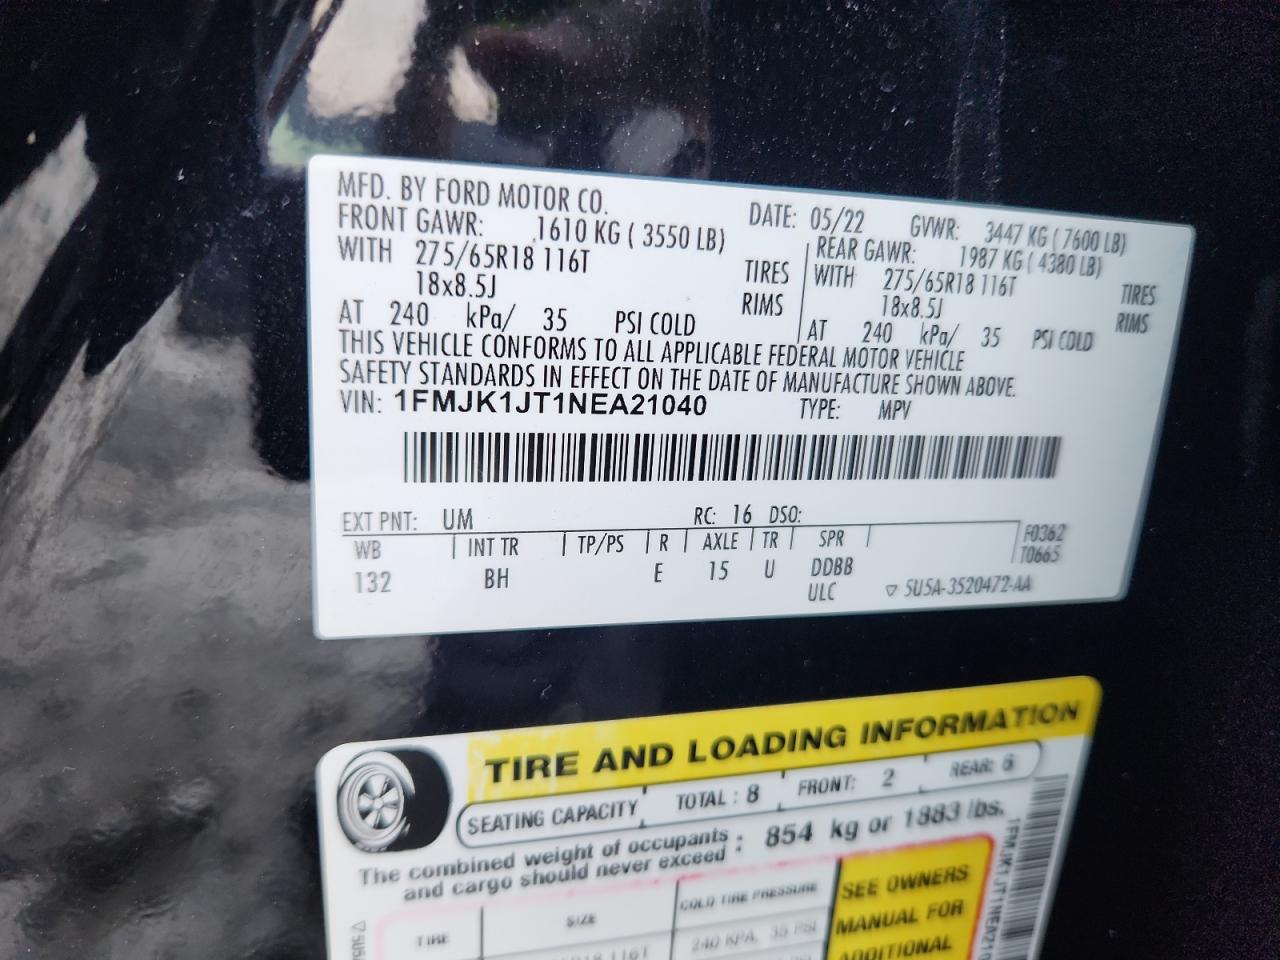 MFD. BY FORD MOTOR CO.
DATE: 05/22 GVWR: 3447 KG ( 7600 LB)
FRONT GAWR: 1610 KG ( 3550 LB)
REAR GAWR: 1987 KG ( 4380 LB)
WITH 275/65R18 116T TIRES
WITH 275/65R18 116T TIRES
18x8.5J RIMS
18x8.5J RIMS
AT 240 kPa/ 35 PSI COLD
AT 240 kPa/ 35 PSI COLD
THIS VEHICLE CONFORMS TO ALL APPLICABLE FEDERAL MOTOR VEHICLE
SAFETY STANDARDS IN EFFECT ON THE DATE OF MANUFACTURE SHOWN ABOVE.
VIN: 1FMJK1JT1NEA21040 TYPE: MPV
EXT PNT: UM RC: 16 DSO:
WB INT TR TP/PS R AXLE TR SPR F0362
T0665
132 BH E 15 U DDBB
ULC ▽ 5U5A-3520472-AA
TIRE AND LOADING INFORMATION
SEATING CAPACITY TOTAL : 8 FRONT: 2 REAR: 6
The combined weight of occupants : 854 kg or 1883 lbs.
and cargo should never exceed
TIRE SIZE COLD TIRE PRESSURE
SEE OWNERS
MANUAL FOR
ADDITIONAL
R18 116T 240 KPA, 35 PSI
1FMJK1JT1NEA210
▽5U5